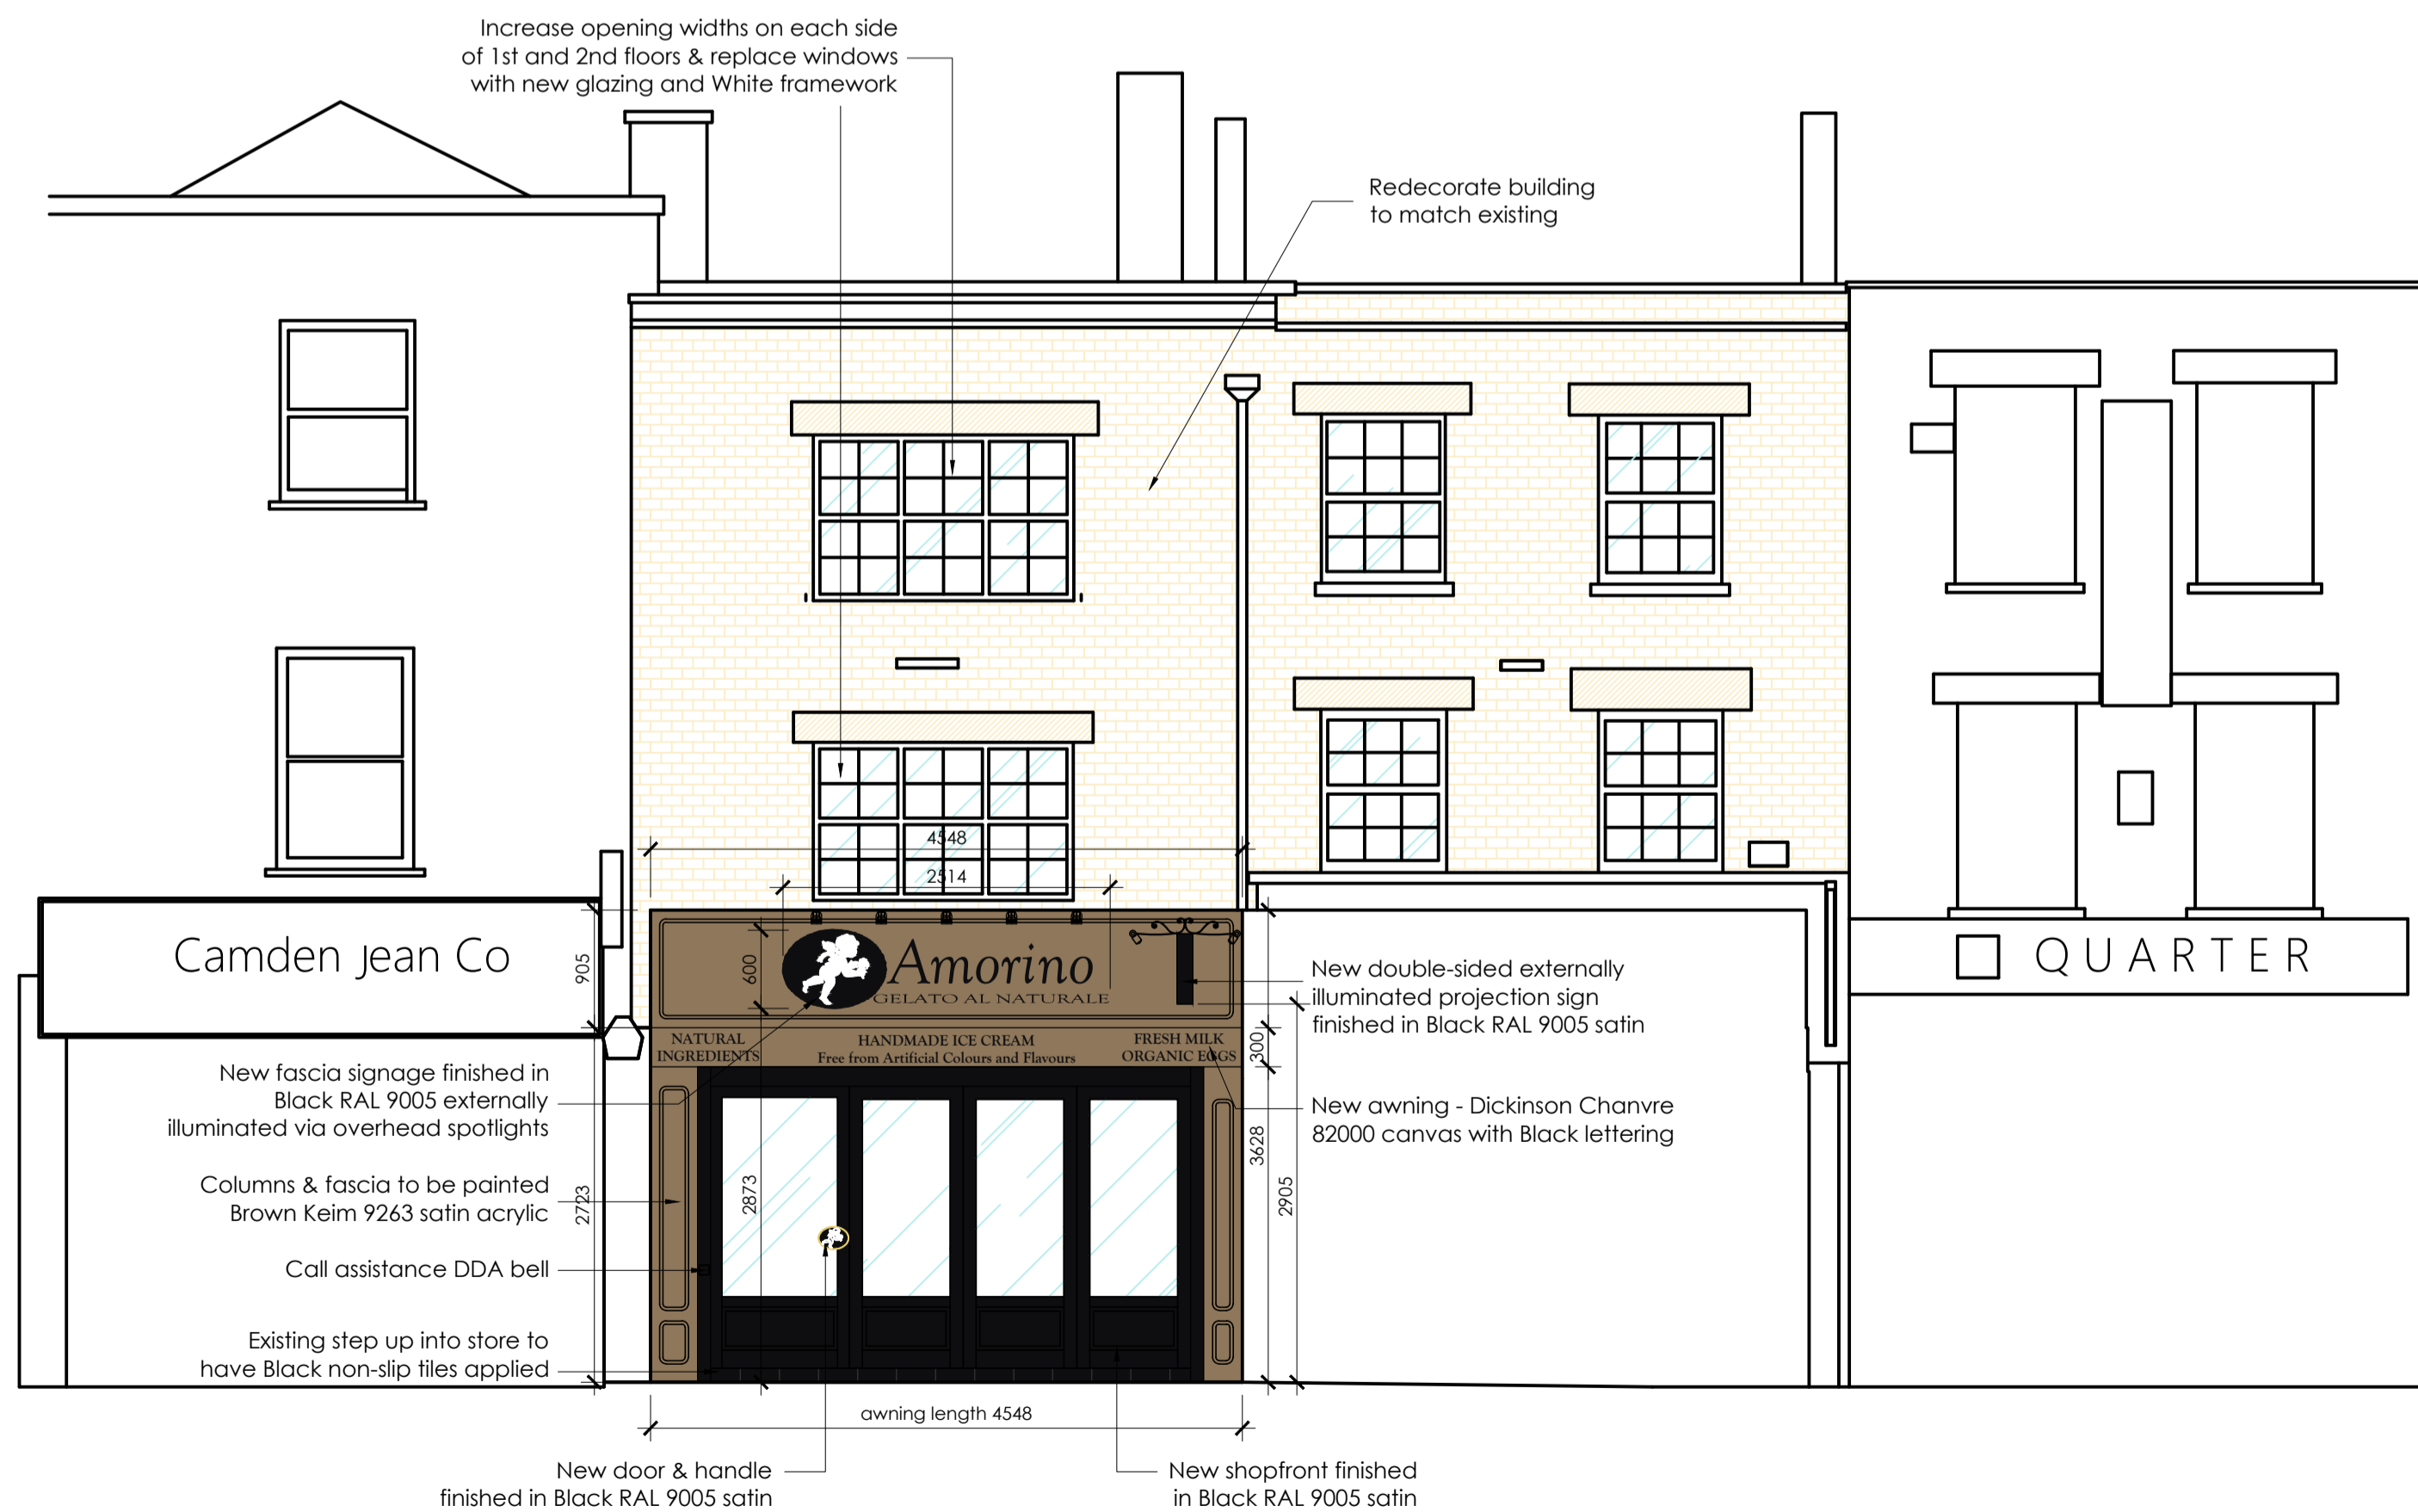 Increase opening widths on each side
of 1st and 2nd floors & replace windows
with new glazing and White framework
Redecorate building
to match existing
4548
2514
Camden Jean Co
905
600
Amorino
GELATO AL NATURALE
QUARTER
New double-sided externally
illuminated projection sign
finished in Black RAL 9005 satin
NATURAL
INGREDIENTS
HANDMADE ICE CREAM
Free from Artificial Colours and Flavours
FRESH MILK
ORGANIC EGGS
300
New fascia signage finished in
Black RAL 9005 externally
illuminated via overhead spotlights
New awning - Dickinson Chanvre
82000 canvas with Black lettering
3628
Columns & fascia to be painted
Brown Keim 9263 satin acrylic
2723
2873
2905
Call assistance DDA bell
Existing step up into store to
have Black non-slip tiles applied
awning length 4548
New door & handle
finished in Black RAL 9005 satin
New shopfront finished
in Black RAL 9005 satin